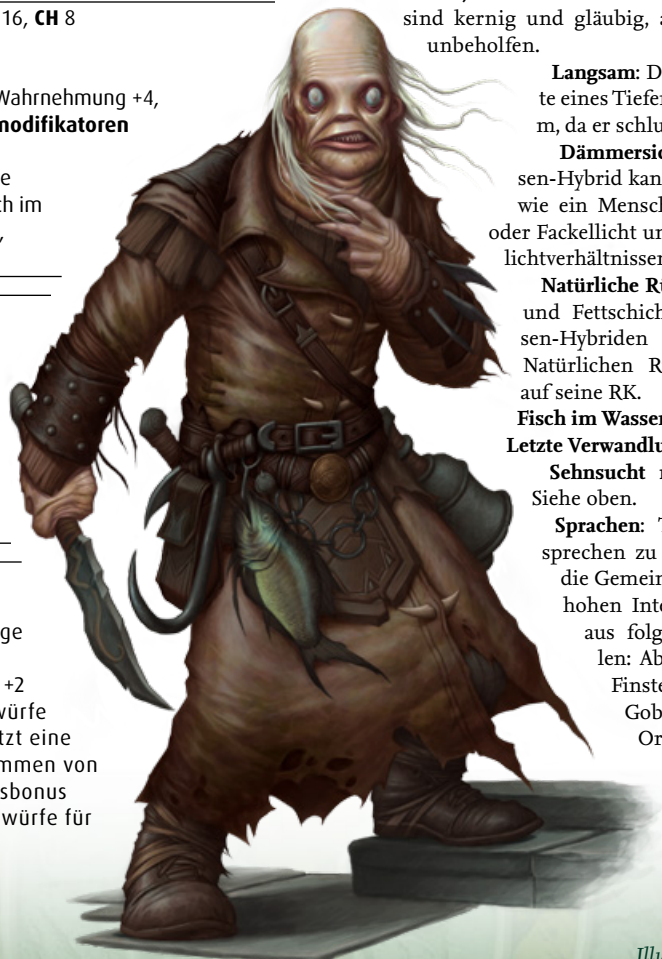 16, CH 8
Wahrnehmung +4,
modifikatoren
e
ch im
,
ge
+2
würfe
tzt eine
mmen von
sbonus
würfe für
sind kernig und gläubig, a
unbeholfen.
Langsam: D
te eines Tiefen
m, da er schlu
Dämmersic
sen-Hybrid kan
wie ein Mensch
oder Fackellicht un
lichtverhältnissen
Natürliche Rü
und Fettschich
sen-Hybriden
Natürlichen R
auf seine RK.
Fisch im Wasser
Letzte Verwandlu
Sehnsucht
Siehe oben.
Sprachen: T
sprechen zu
die Gemein
hohen Inte
aus folg
len: Ab
Finste
Gob
Or
Illu